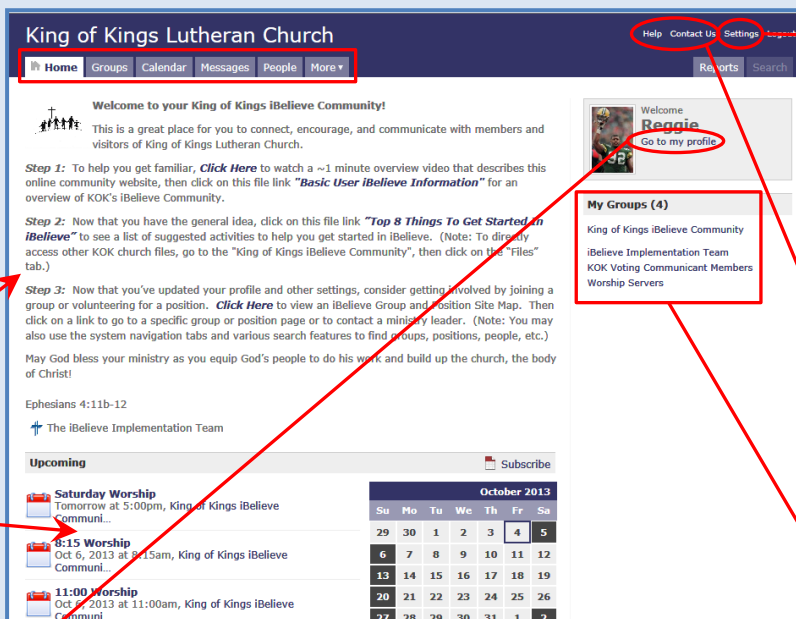 King of Kings Lutheran Church
Help Contact Us Settings Logout
Home Groups Calendar Messages People More
Reports Search
Welcome to your King of Kings iBelieve Community!
This is a great place for you to connect, encourage, and communicate with members and
visitors of King of Kings Lutheran Church.
Step 1: To help you get familiar, Click Here to watch a ~1 minute overview video that describes this
online community website, then click on this file link "Basic User iBelieve Information" for an
overview of KOK's iBelieve Community.
Step 2: Now that you have the general idea, click on this file link "Top 8 Things To Get Started In
iBelieve" to see a list of suggested activities to help you get started in iBelieve. (Note: To directly
access other KOK church files, go to the "King of Kings iBelieve Community", then click on the "Files"
tab.)
Step 3: Now that you've updated your profile and other settings, consider getting involved by joining a
group or volunteering for a position. Click Here to view an iBelieve Group and Position Site Map. Then
click on a link to go to a specific group or position page or to contact a ministry leader. (Note: You may
also use the system navigation tabs and various search features to find groups, positions, people, etc.)
May God bless your ministry as you equip God's people to do his work and build up the church, the body
of Christ!
Ephesians 4:11b-12
The iBelieve Implementation Team
Welcome
Reggie
Go to my profile
My Groups (4)
King of Kings iBelieve Community
iBelieve Implementation Team
KOK Voting Communicant Members
Worship Servers
Upcoming
Subscribe
Saturday Worship
Tomorrow at 5:00pm, King of Kings iBelieve
Communi...
8:15 Worship
Oct 6, 2013 at 8:15am, King of Kings iBelieve
Communi...
11:00 Worship
Oct 6, 2013 at 11:00am, King of Kings iBelieve
Communi
October 2013
Su Mo Tu We Th Fr Sa
29 30 1 2 3 4 5
6 7 8 9 10 11 12
13 14 15 16 17 18 19
20 21 22 23 24 25 26
27 28 29 30 31 1 2